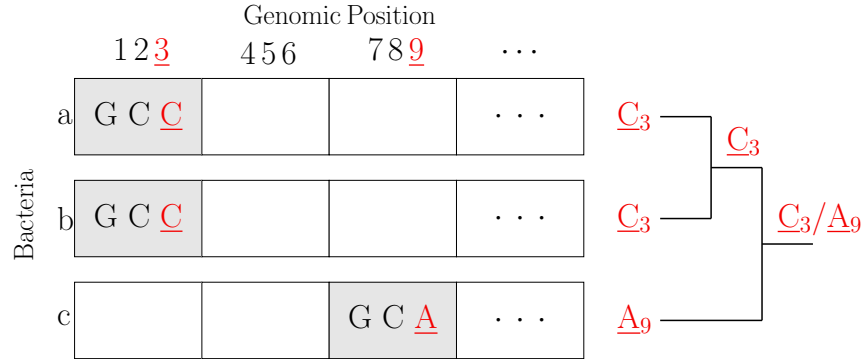 Genomic Position
1 2 3 4 5 6 7 8 9 ···
Bacteria
a G C C ··· C₃
C₃
b G C C ··· C₃
C₃/A₉
c G C A ··· A₉